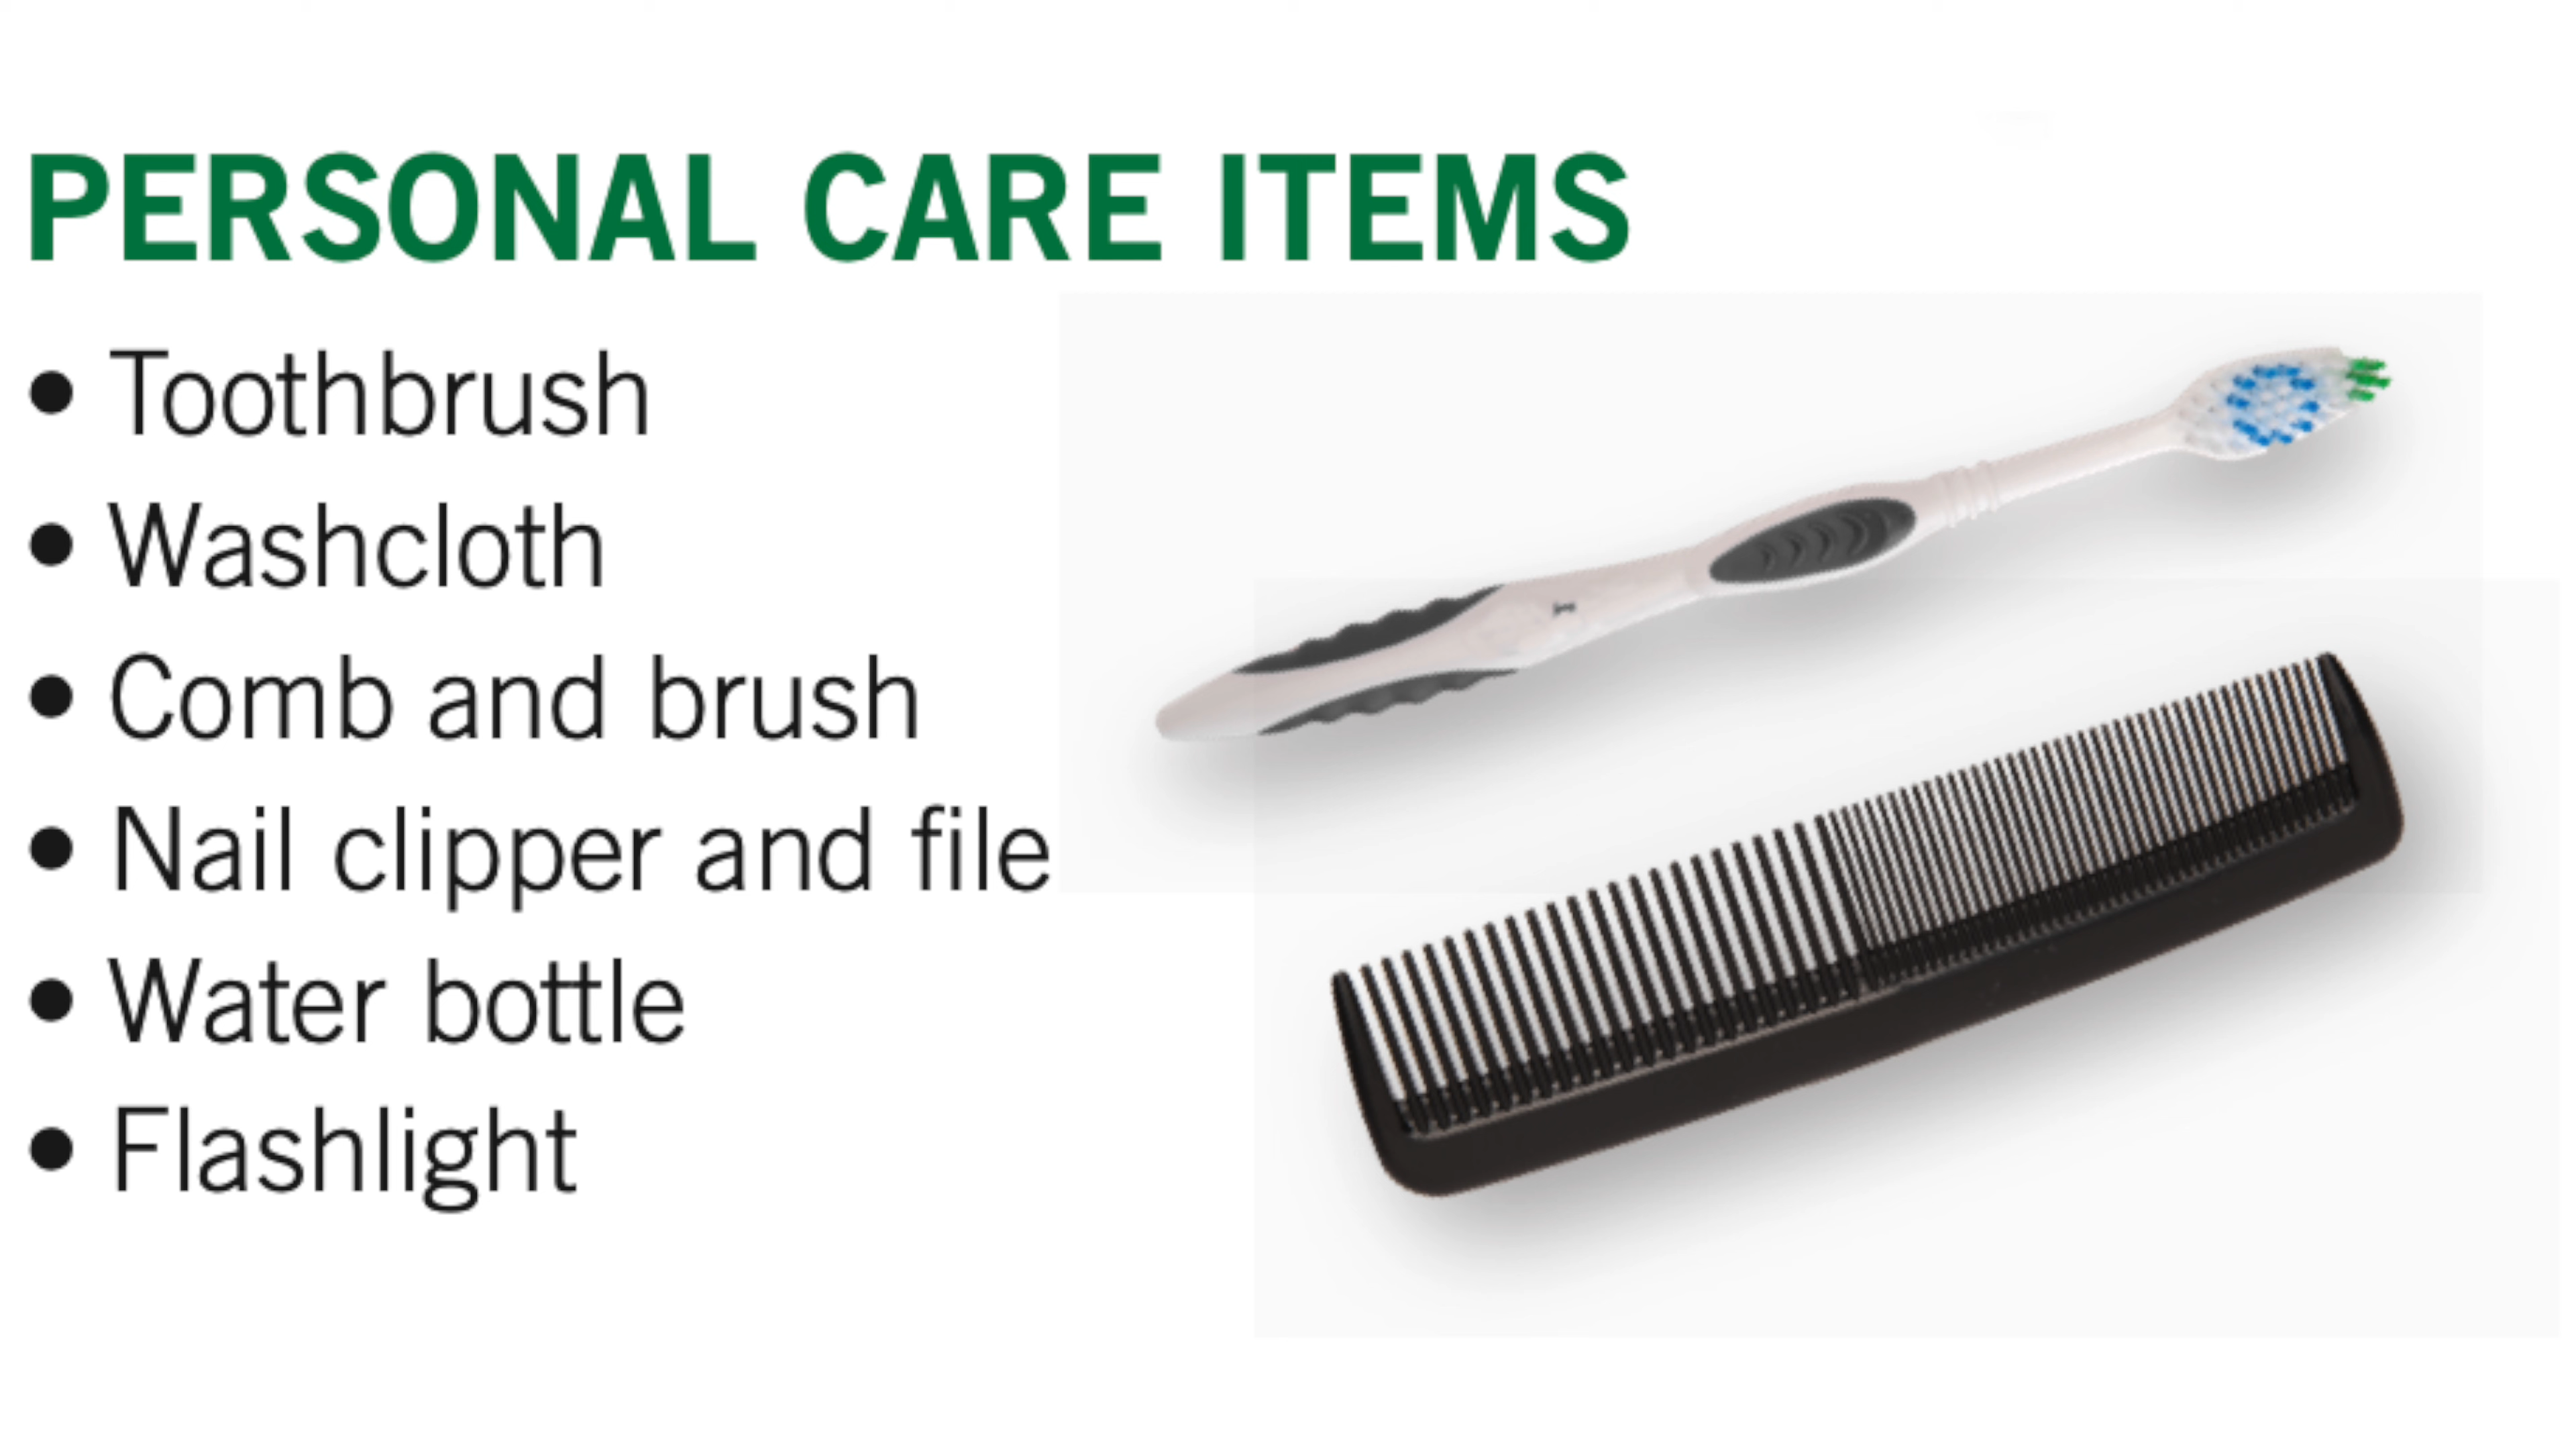 PERSONAL CARE ITEMS
• Toothbrush
• Washcloth
• Comb and brush
• Nail clipper and file
• Water bottle
• Flashlight